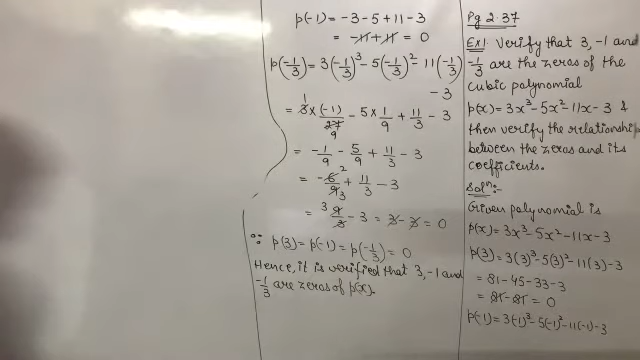 Pg 2.37
Ex1. Verify that 3, -1 and
-1/3 are the zeros of the
cubic polynomial
p(x) = 3x³ - 5x² - 11x - 3 &
then verify the relationship
between the zeros and its
coefficients.
Solⁿ:-
Given polynomial is
p(x) = 3x³ - 5x² - 11x - 3
p(3) = 3(3)³ - 5(3)² - 11(3) - 3
= 81 - 45 - 33 - 3
= 81 - 81 = 0
p(-1) = 3(-1)³ - 5(-1)² - 11(-1) - 3
p(-1) = -3 - 5 + 11 - 3
= -11 + 11 = 0
p(-1/3) = 3(-1/3)³ - 5(-1/3)² - 11(-1/3)
- 3
= 3 × (-1)/27 - 5 × 1/9 + 11/3 - 3
= -1/9 - 5/9 + 11/3 - 3
= -6/9 + 11/3 - 3
= 9/3 - 3 = 3 - 3 = 0
∴ p(3) = p(-1) = p(-1/3) = 0
Hence, it is verified that 3, -1 and
-1/3 are zeros of p(x).